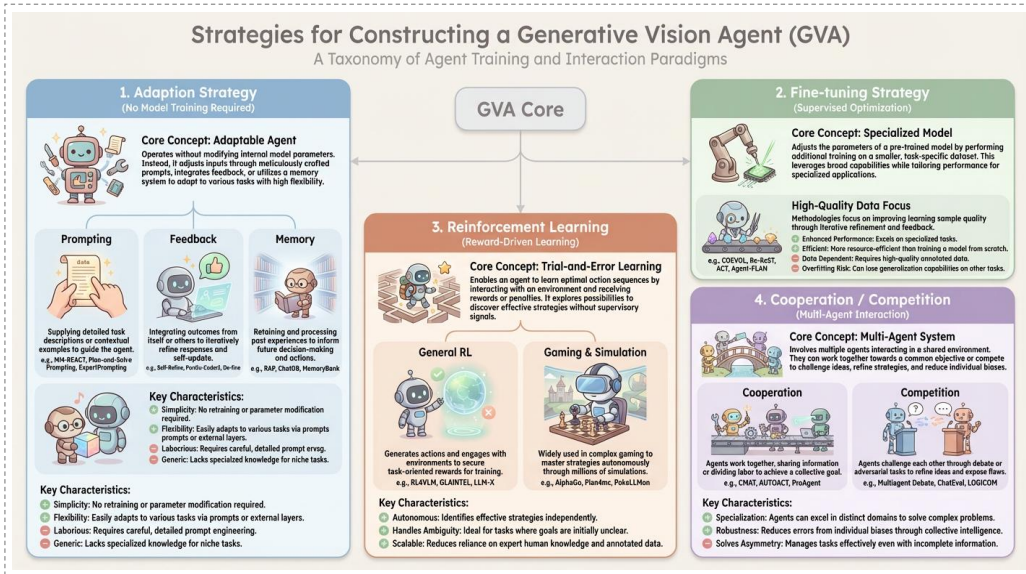 Strategies for Constructing a Generative Vision Agent (GVA)
A Taxonomy of Agent Training and Interaction Paradigms
GVA Core
1. Adaption Strategy
(No Model Training Required)
Core Concept: Adaptable Agent
Operates without modifying internal model parameters.
Instead, it adjusts inputs through meticulously crafted
prompts, integrates feedback, or utilizes a memory
system to adapt to various tasks with high flexibility.
Prompting
data
Supplying detailed task
descriptions or contextual
examples to guide the agent.
e.g., MM-REACT, Plan-and-Solve
Prompting, ExpertPrompting
Feedback
Integrating outcomes from
itself or others to iteratively
refine responses and
self-update.
e.g., Self-Refine, De-fine
Memory
Retaining and processing
past experiences to inform
future decision-making
and actions.
e.g., RAP, ChatDB, MemoryBank
Key Characteristics:
Simplicity: No retraining or parameter modification
required.
Flexibility: Easily adapts to various tasks via prompts
prompts or external layers.
Labocrious: Requires careful, detailed prompt ervsg.
Generic: Lacks specialized knowledge for niche tasks.
Key Characteristics:
Simplicity: No retraining or parameter modification required.
Flexibility: Easily adapts to various tasks via prompts or external layers.
Laborious: Requires careful, detailed prompt engineering.
Generic: Lacks specialized knowledge for niche tasks.
3. Reinforcement Learning
(Reward-Driven Learning)
Core Concept: Trial-and-Error Learning
Enables an agent to learn optimal action sequences by
interacting with an environment and receiving
rewards or penalties. It explores possibilities to
discover effective strategies without supervisory
signals.
General RL
Generates actions and engages with
environments to secure
task-oriented rewards for training.
e.g., RL4VLM, GLAINTEL, LLM-X
Gaming & Simulation
Widely used in complex gaming to
master strategies autonomously
through millions of simulations.
e.g., AlphaGo, Plan4mc, PoksLLMon
Key Characteristics:
Autonomous: Identifies effective strategies independently.
Handles Ambiguity: Ideal for tasks where goals are initially unclear.
Scalable: Reduces reliance on expert human knowledge and annotated data.
2. Fine-tuning Strategy
(Supervised Optimization)
Core Concept: Specialized Model
Adjusts the parameters of a pre-trained model by performing
additional training on a smaller, task-specific dataset. This
leverages broad capabilities while tailoring performance for
specialized applications.
High-Quality Data Focus
Methodologies focus on improving learning sample quality
through iterative refinement and feedback.
Enhanced Performance: Excels on specialized tasks.
Efficient: More resource-efficient than training a model from scratch.
Data Dependent: Requires high-quality annotated data.
Overfitting Risk: Can lose generalization capabilities on other tasks.
e.g., COEVOL, Re-ReST,
ACT, Agent-FLAN
4. Cooperation / Competition
(Multi-Agent Interaction)
Core Concept: Multi-Agent System
Involves multiple agents interacting in a shared environment.
They can work together towards a common objective or compete
to challenge ideas, refine strategies, and reduce individual biases.
Cooperation
Agents work together, sharing information
or dividing labor to achieve a collective goal.
e.g., CMAT, AUTOACT, ProAgent
Competition
Agents challenge each other through debate or
adversarial tasks to refine ideas and expose flaws.
e.g., Multiagent Debate, ChatEval, LOGICOM
Key Characteristics:
Specialization: Agents can excel in distinct domains to solve complex problems.
Robustness: Reduces errors from individual biases through collective intelligence.
Solves Asymmetry: Manages tasks effectively even with incomplete information.